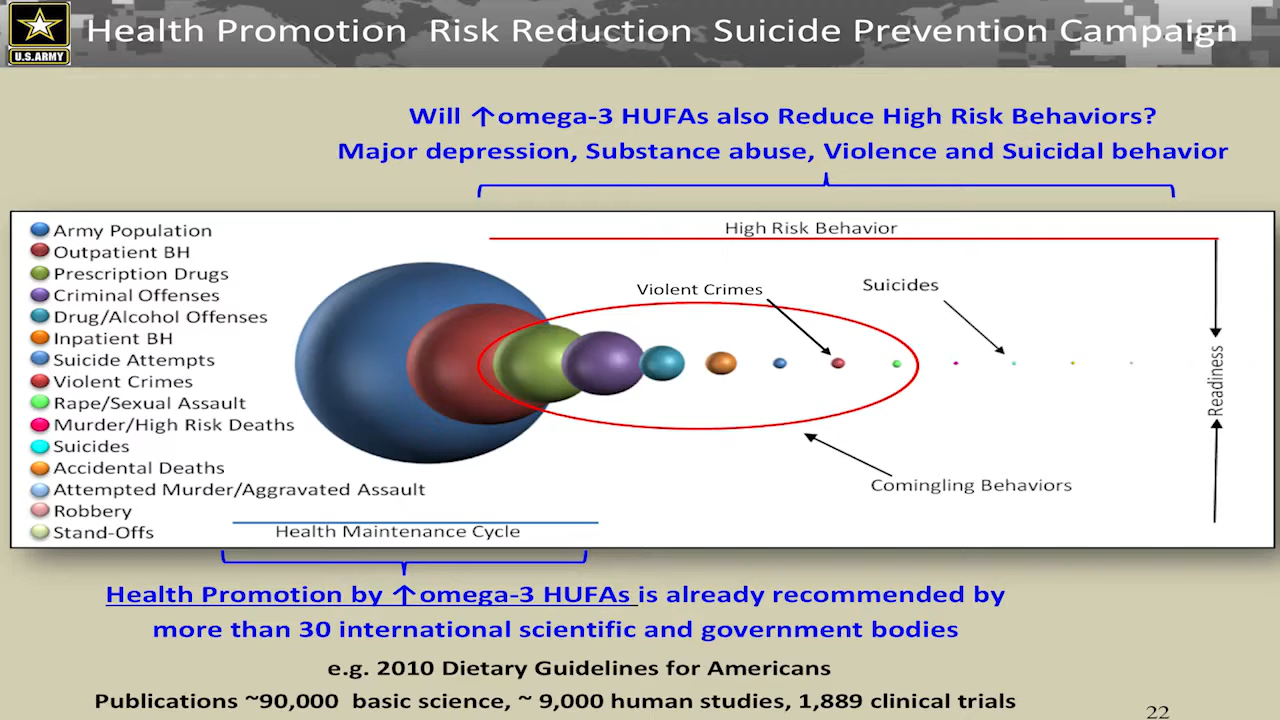 U.S.ARMY
Health Promotion Risk Reduction Suicide Prevention Campaign
Will ↑omega-3 HUFAs also Reduce High Risk Behaviors?
Major depression, Substance abuse, Violence and Suicidal behavior
Army Population
Outpatient BH
Prescription Drugs
Criminal Offenses
Drug/Alcohol Offenses
Inpatient BH
Suicide Attempts
Violent Crimes
Rape/Sexual Assault
Murder/High Risk Deaths
Suicides
Accidental Deaths
Attempted Murder/Aggravated Assault
Robbery
Stand-Offs
High Risk Behavior
Violent Crimes
Suicides
Readiness
Comingling Behaviors
Health Maintenance Cycle
Health Promotion by ↑omega-3 HUFAs is already recommended by
more than 30 international scientific and government bodies
e.g. 2010 Dietary Guidelines for Americans
Publications ~90,000 basic science, ~ 9,000 human studies, 1,889 clinical trials
22